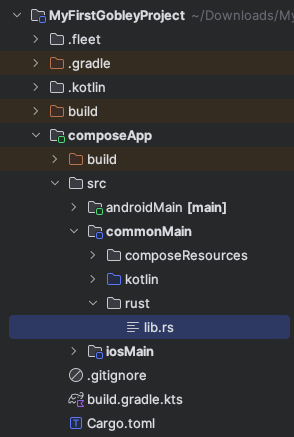 MyFirstGobleyProject ~/Downloads/My
.fleet
.gradle
.kotlin
build
composeApp
build
src
androidMain [main]
commonMain
composeResources
kotlin
rust
lib.rs
iosMain
.gitignore
build.gradle.kts
Cargo.toml